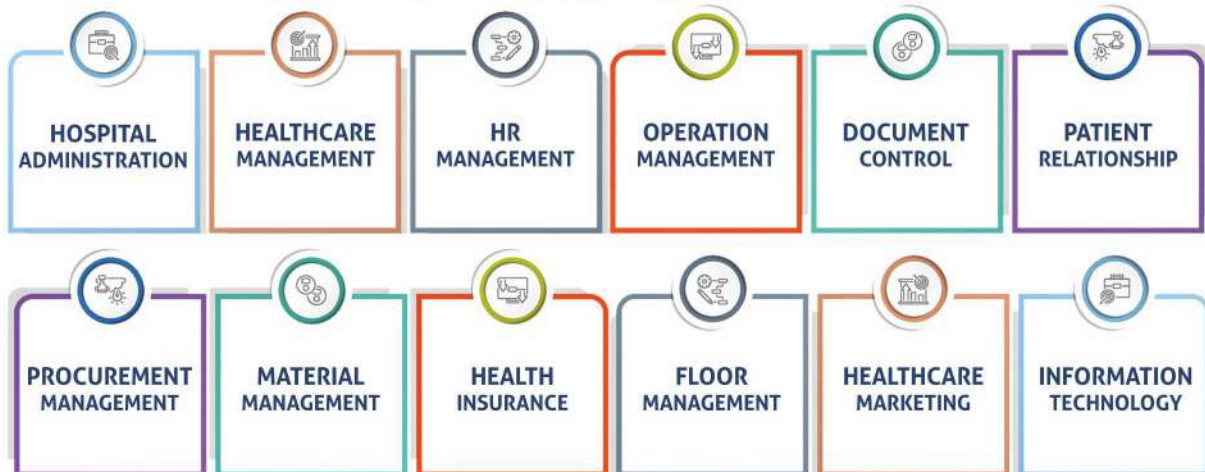 HOSPITAL
ADMINISTRATION
HEALTHCARE
MANAGEMENT
HR
MANAGEMENT
OPERATION
MANAGEMENT
DOCUMENT
CONTROL
PATIENT
RELATIONSHIP
PROCUREMENT
MANAGEMENT
MATERIAL
MANAGEMENT
HEALTH
INSURANCE
FLOOR
MANAGEMENT
HEALTHCARE
MARKETING
INFORMATION
TECHNOLOGY